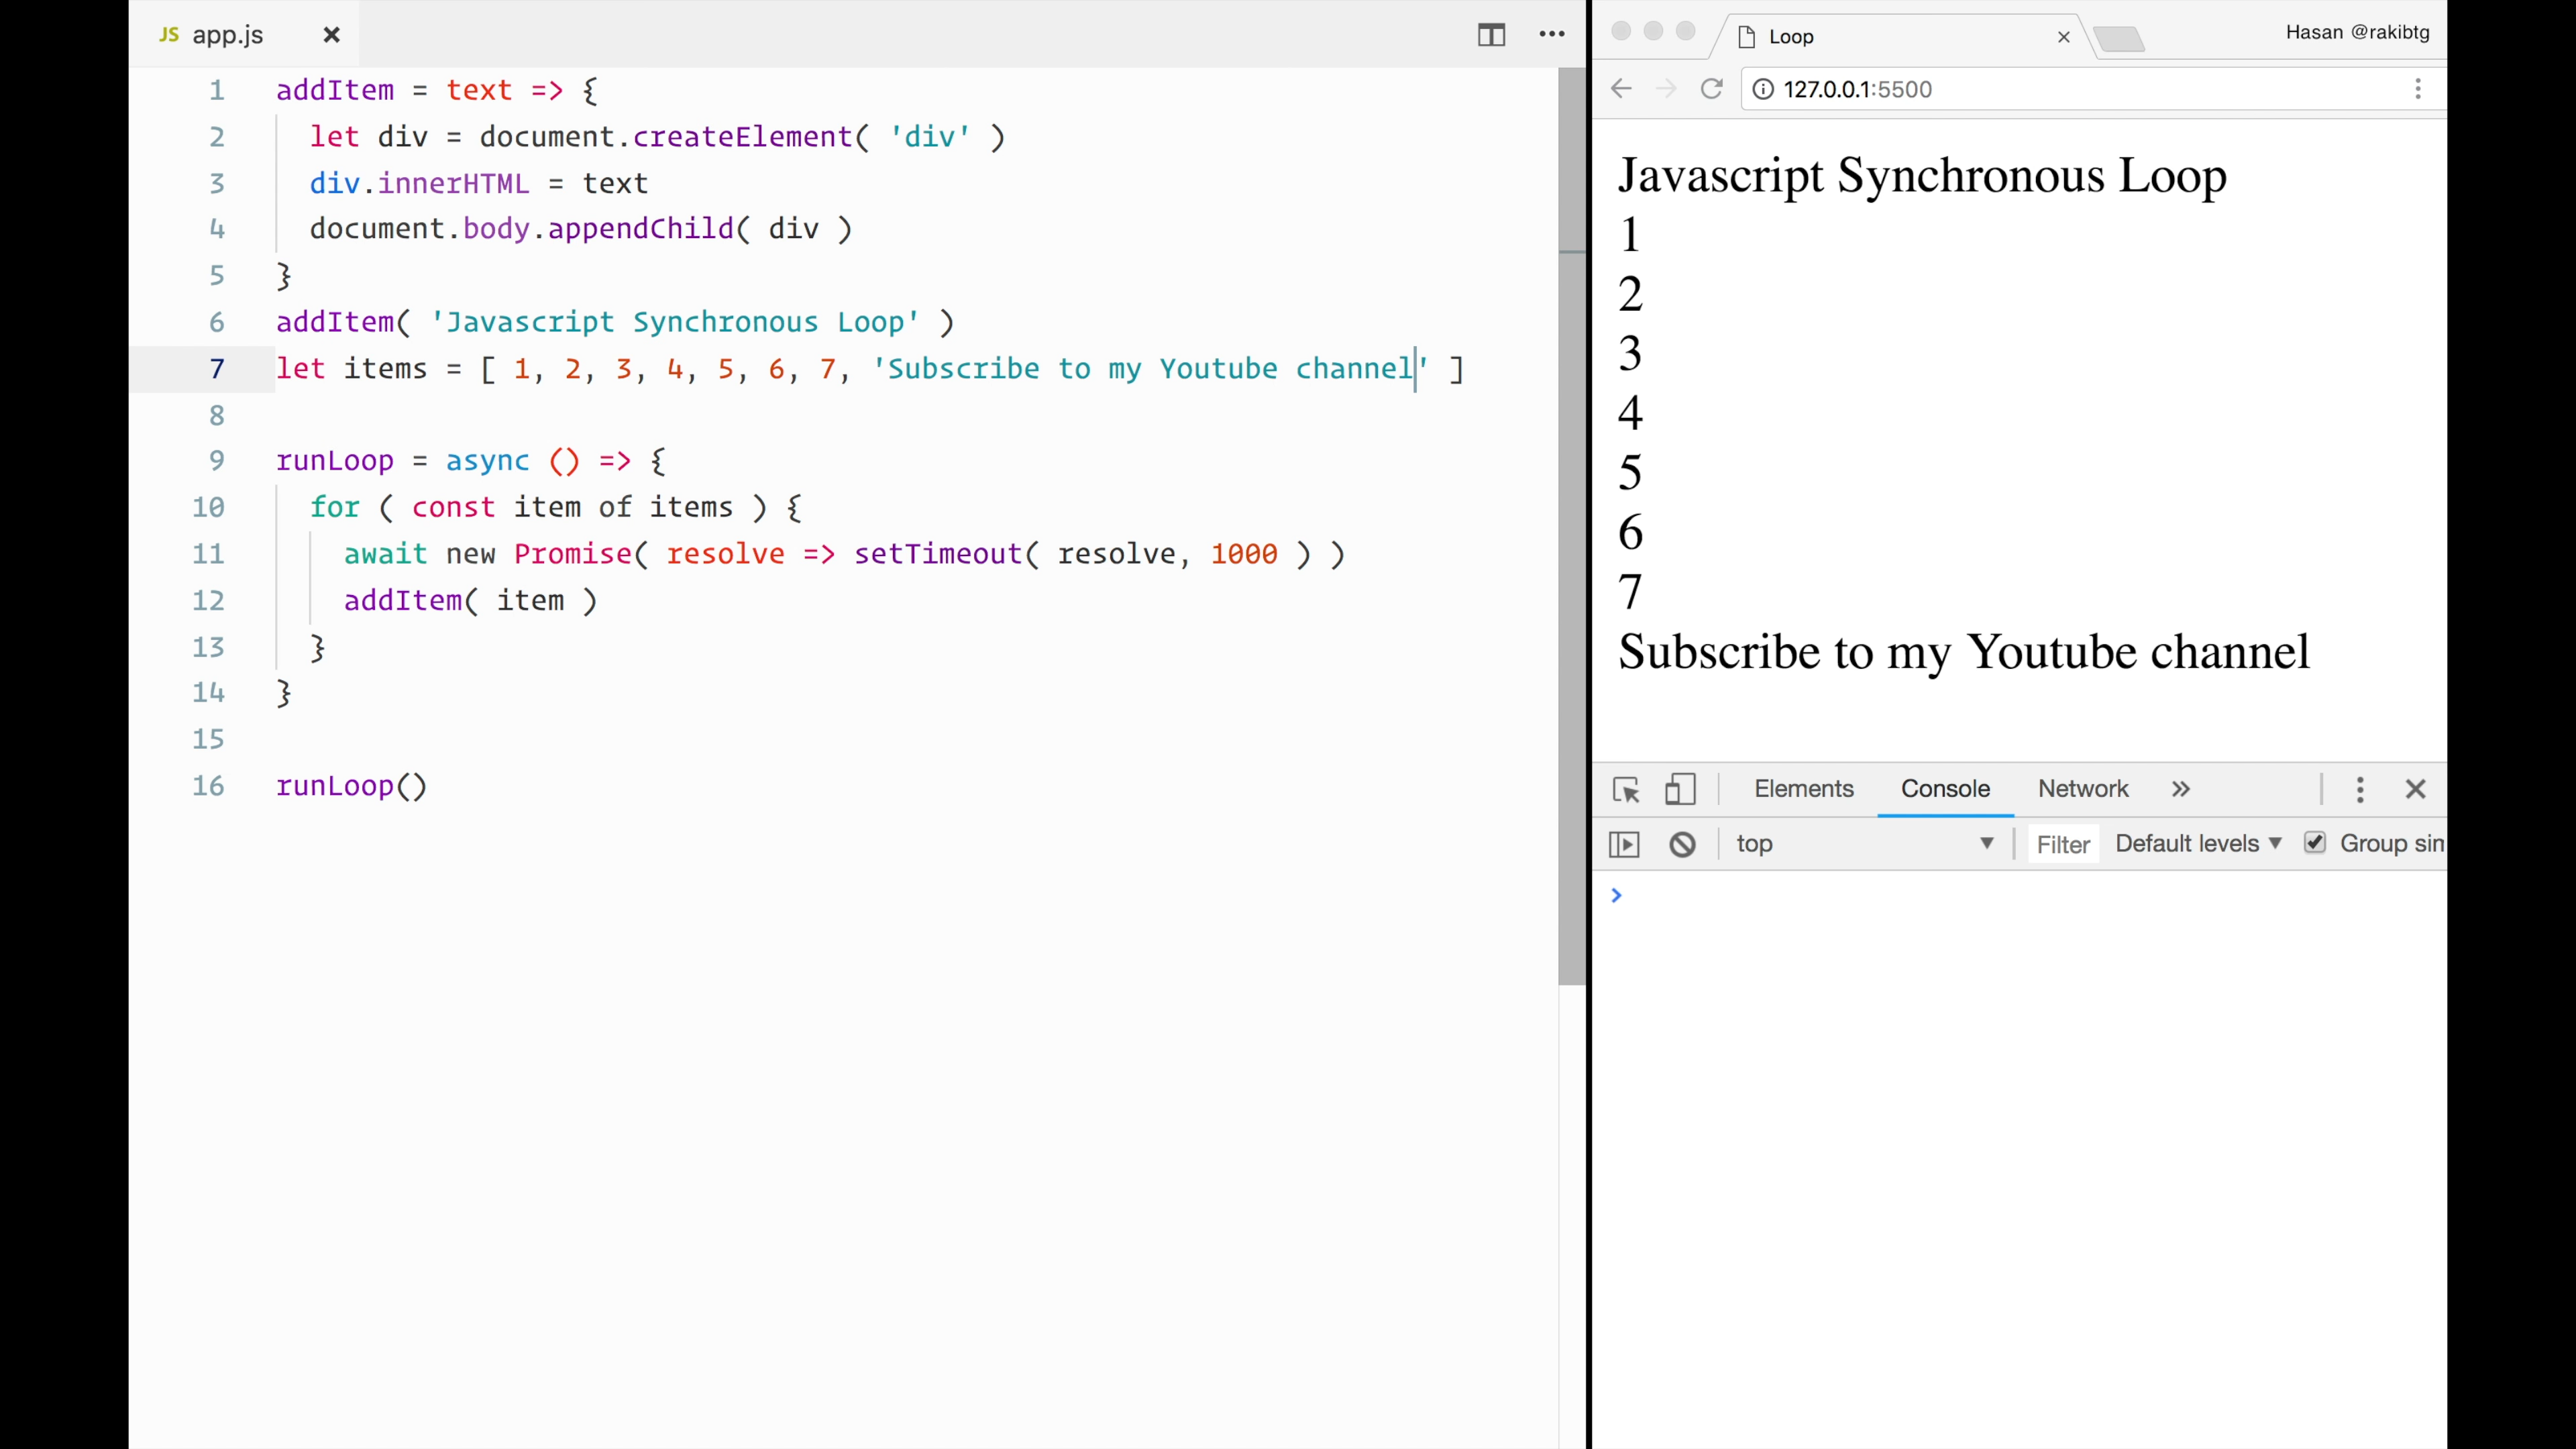 JS app.js
1 addItem = text => {
2 let div = document.createElement( 'div' )
3 div.innerHTML = text
4 document.body.appendChild( div )
5 }
6 addItem( 'Javascript Synchronous Loop' )
7 let items = [ 1, 2, 3, 4, 5, 6, 7, 'Subscribe to my Youtube channel' ]
8
9 runLoop = async () => {
10 for ( const item of items ) {
11 await new Promise( resolve => setTimeout( resolve, 1000 ) )
12 addItem( item )
13 }
14 }
15
16 runLoop()
Loop
Hasan @rakibtg
127.0.0.1:5500
Javascript Synchronous Loop
1
2
3
4
5
6
7
Subscribe to my Youtube channel
Elements Console Network
top Filter Default levels Group sin